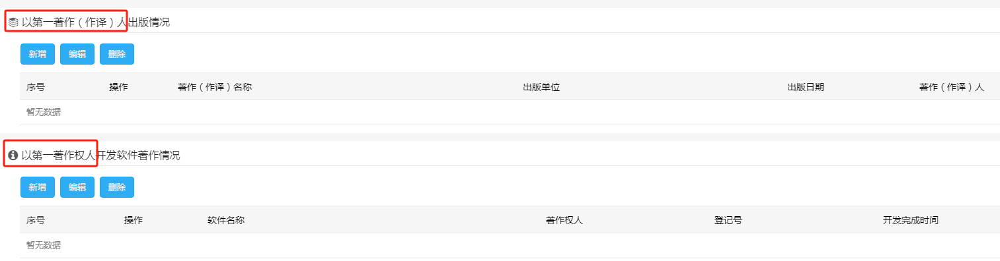 以第一著作（作译）人出版情况
新增 编辑 删除
序号 操作 著作（作译）名称 出版单位 出版日期 著作（作译）人
暂无数据
以第一著作权人开发软件著作情况
新增 编辑 删除
序号 操作 软件名称 著作权人 登记号 开发完成时间
暂无数据